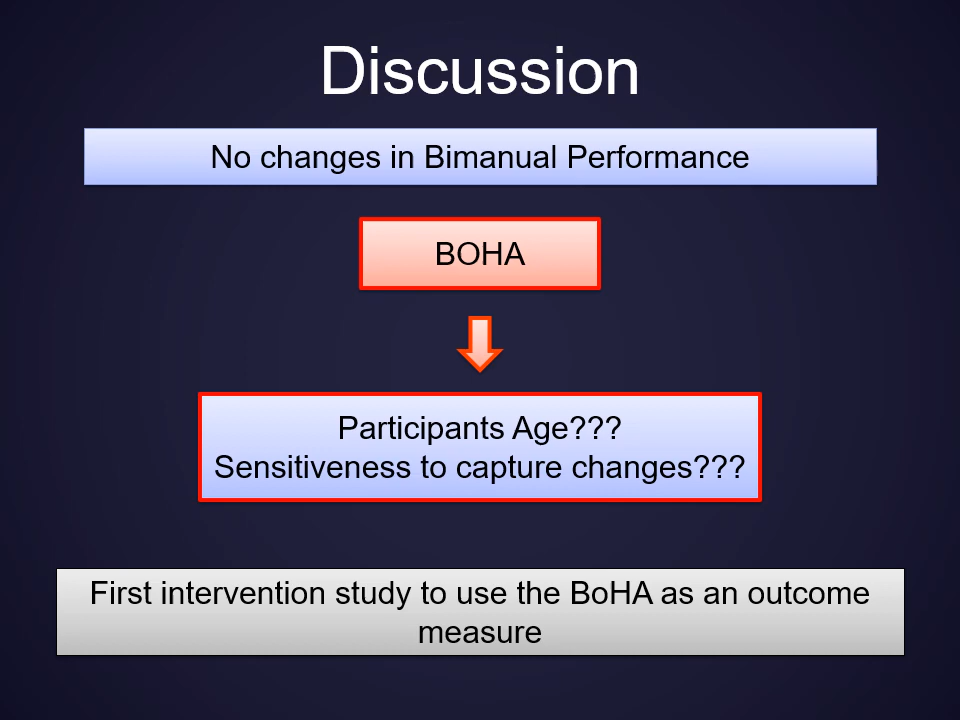 Discussion
No changes in Bimanual Performance
BOHA
Participants Age???
Sensitiveness to capture changes???
First intervention study to use the BoHA as an outcome
measure